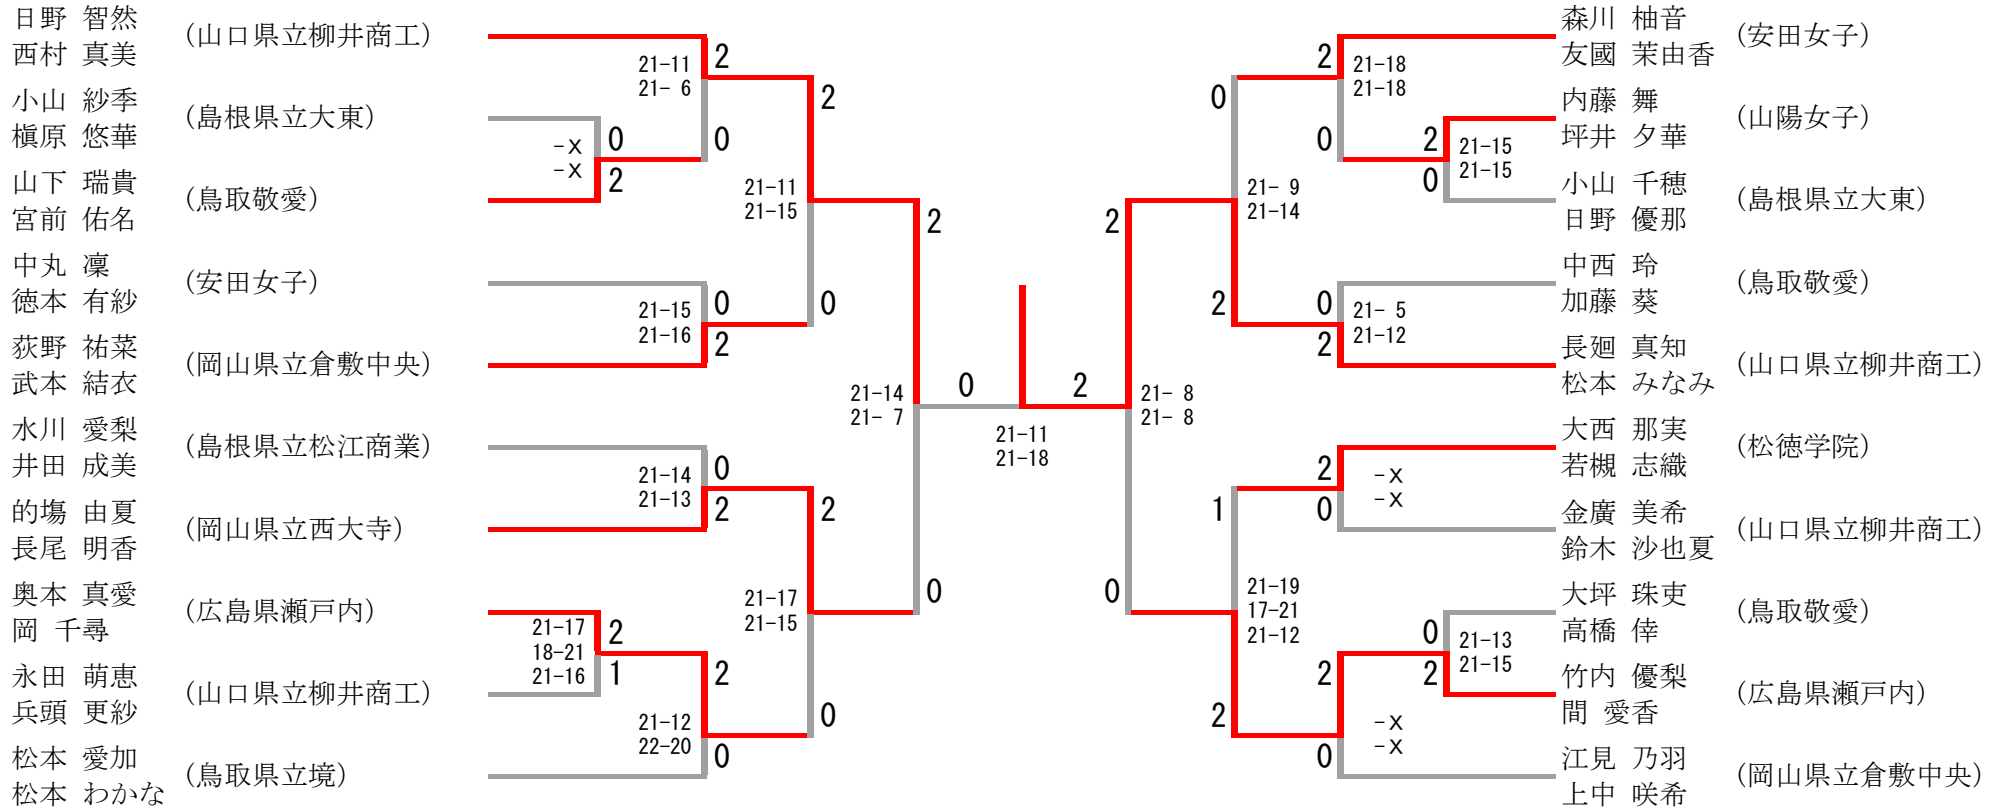 日野 智然
西村 真美
(山口県立柳井商工)
小山 紗季
槇原 悠華
(島根県立大東)
山下 瑞貴
宮前 佑名
(鳥取敬愛)
中丸 凜
徳本 有紗
(安田女子)
荻野 祐菜
武本 結衣
(岡山県立倉敷中央)
水川 愛梨
井田 成美
(島根県立松江商業)
的場 由夏
長尾 明香
(岡山県立西大寺)
奥本 真愛
岡 千尋
(広島県瀬戸内)
永田 萌恵
兵頭 更紗
(山口県立柳井商工)
松本 愛加
松本 わかな
(鳥取県立境)
21-11
21- 6
2
0
-X
-X
0
2
21-15
21-16
0
2
21-14
21-13
0
2
21-17
18-21
21-16
2
1
21-12
22-20
2
0
21-11
21-15
2
0
21-17
21-15
2
0
21-14
21- 7
2
0
0
2
21-11
21-18
21- 8
21- 8
2
0
21- 9
21-14
0
2
21-19
17-21
21-12
1
2
21-18
21-18
2
0
21-15
21-15
2
0
21- 5
21-12
0
2
-X
-X
2
0
21-13
21-15
0
2
-X
-X
2
0
森川 柚音
友國 茉由香
(安田女子)
内藤 舞
坪井 夕華
(山陽女子)
小山 千穂
日野 優那
(島根県立大東)
中西 玲
加藤 葵
(鳥取敬愛)
長廻 真知
松本 みなみ
(山口県立柳井商工)
大西 那実
若槻 志織
(松徳学院)
金廣 美希
鈴木 沙也夏
(山口県立柳井商工)
大坪 珠吏
高橋 倖
(鳥取敬愛)
竹内 優梨
間 愛香
(広島県瀬戸内)
江見 乃羽
上中 咲希
(岡山県立倉敷中央)